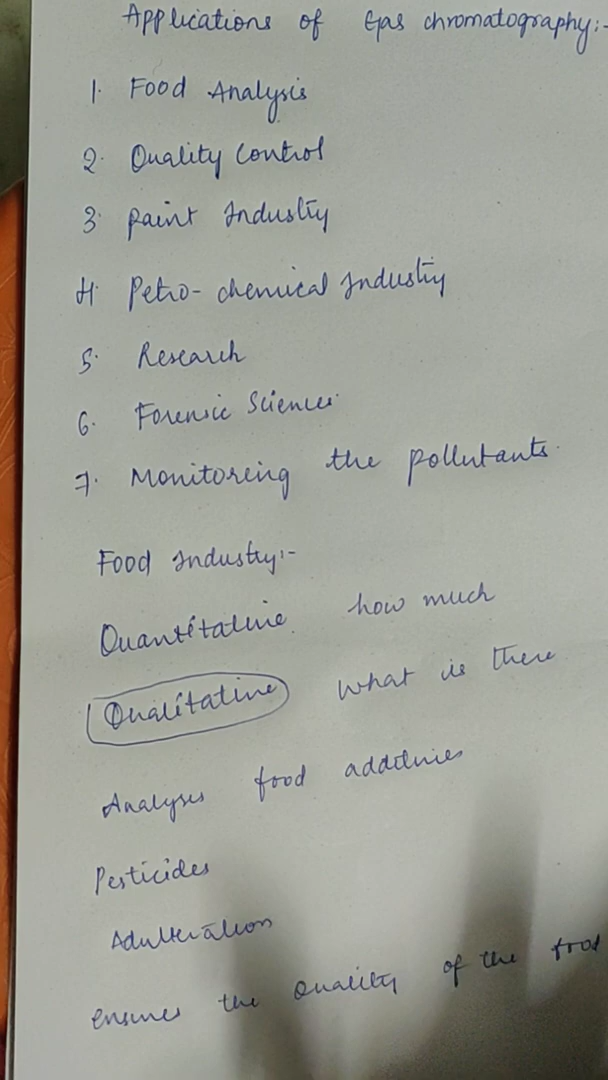 Applications of Gas chromatography:-
1. Food Analysis
2. Quality Control
3. paint Industry
4. Petro-chemical Industry
5. Research
6. Forensic Sciences
7. Monitoring the pollutants.
Food Industry:-
Quantitative how much
Qualitative what is there
Analyses food additives
Pesticides
Adulteration
ensures the Quality of the food